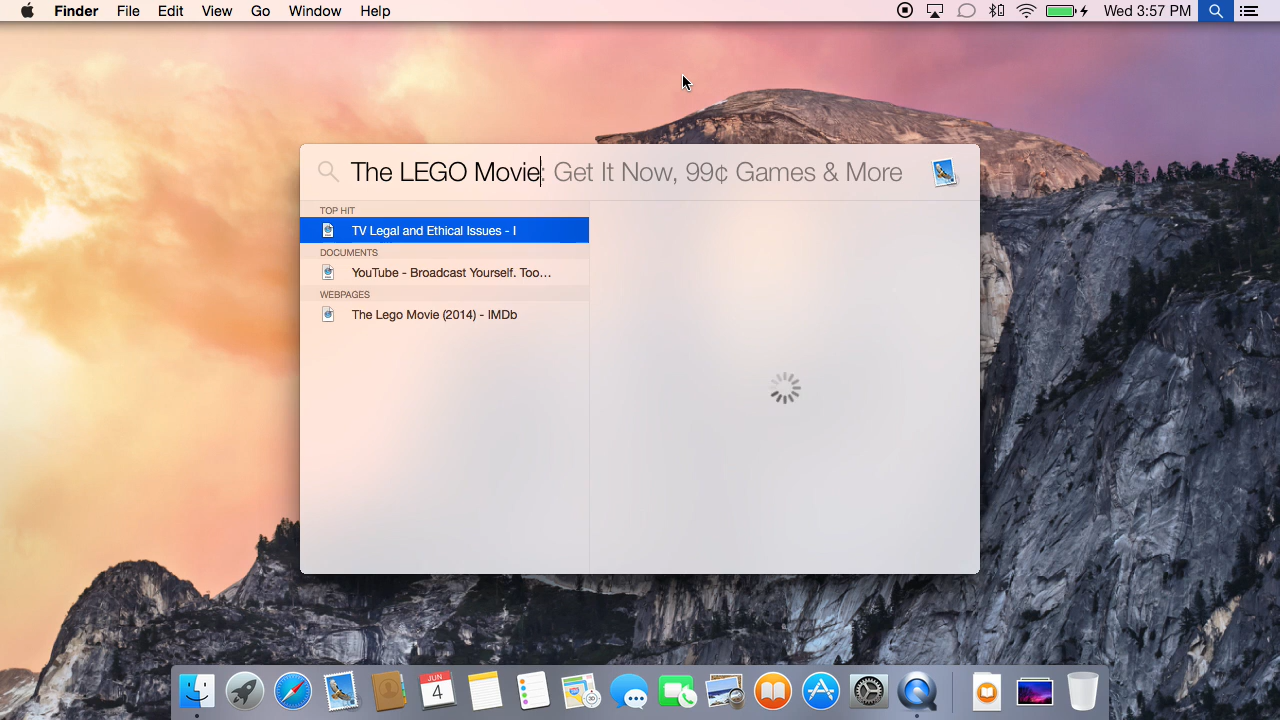 Finder File Edit View Go Window Help Wed 3:57 PM
The LEGO Movie: Get It Now, 99¢ Games & More
TOP HIT
TV Legal and Ethical Issues - I
DOCUMENTS
YouTube - Broadcast Yourself. Too...
WEBPAGES
The Lego Movie (2014) - IMDb
JUN
4